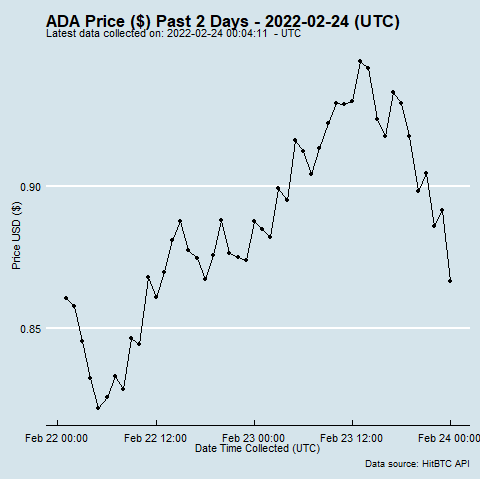 ADA Price ($) Past 2 Days - 2022-02-24 (UTC)
Latest data collected on: 2022-02-24 00:04:11 - UTC
0.90
Price USD ($)
0.85
Feb 22 00:00 Feb 22 12:00 Feb 23 00:00 Feb 23 12:00 Feb 24 00:00
Date Time Collected (UTC)
Data source: HitBTC API